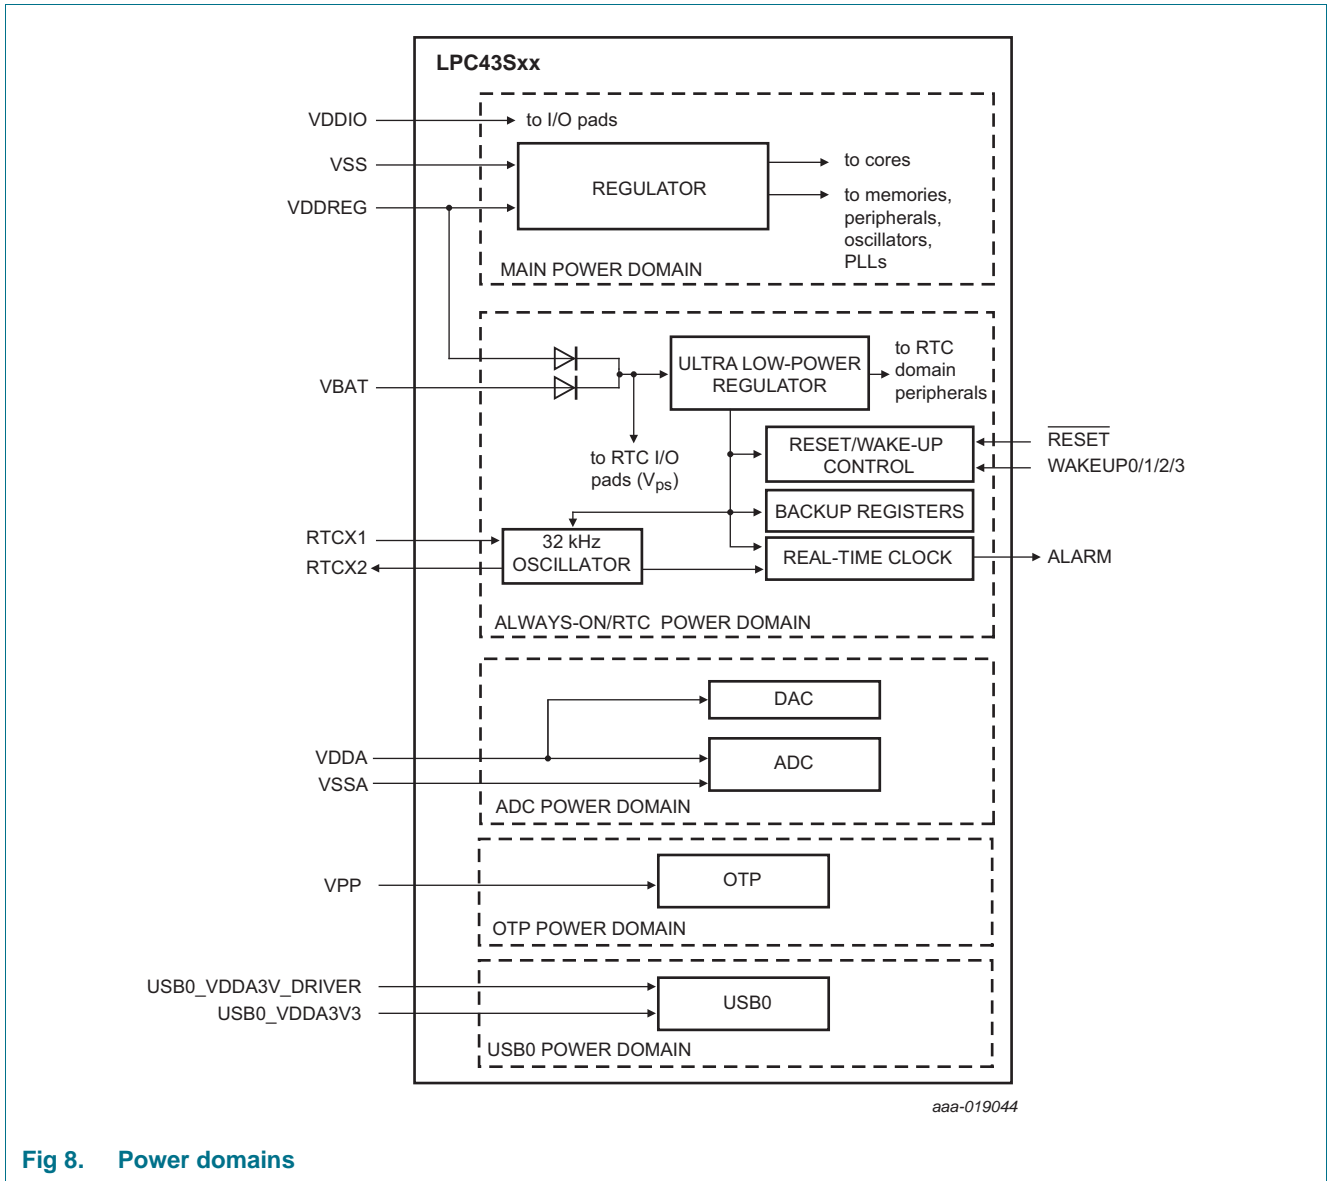 LPC43Sxx
VDDIO
to I/O pads
VSS
REGULATOR
to cores
VDDREG
to memories,
peripherals,
oscillators,
PLLs
MAIN POWER DOMAIN
VBAT
ULTRA LOW-POWER
REGULATOR
to RTC
domain
peripherals
to RTC I/O
pads (Vps)
RESET/WAKE-UP
CONTROL
RESET
WAKEUP0/1/2/3
BACKUP REGISTERS
RTCX1
RTCX2
32 kHz
OSCILLATOR
REAL-TIME CLOCK
ALARM
ALWAYS-ON/RTC POWER DOMAIN
DAC
VDDA
VSSA
ADC
ADC POWER DOMAIN
VPP
OTP
OTP POWER DOMAIN
USB0_VDDA3V_DRIVER
USB0_VDDA3V3
USB0
USB0 POWER DOMAIN
aaa-019044
Fig 8. Power domains